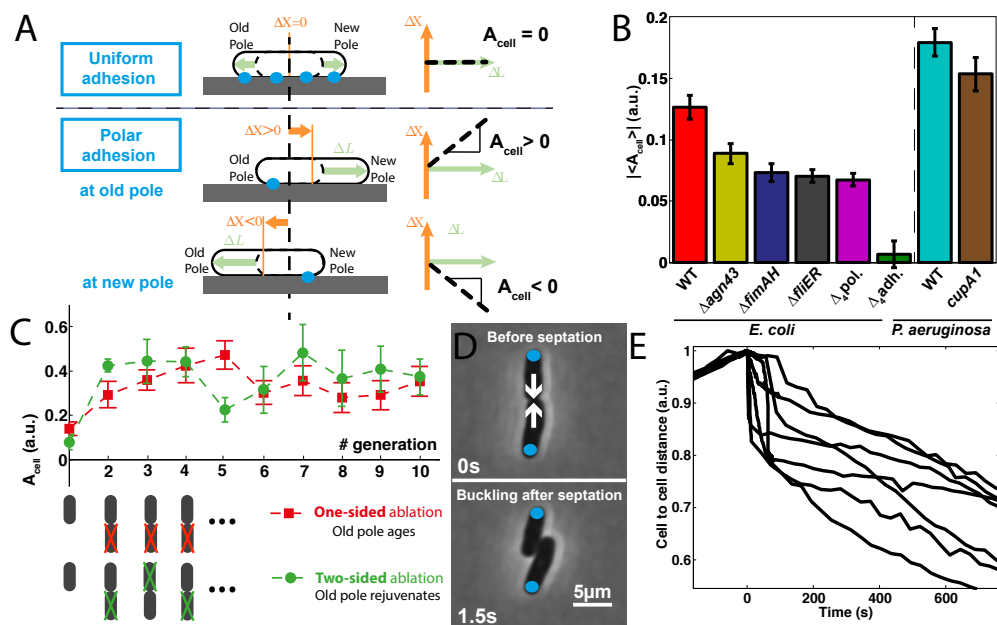 A
Uniform
adhesion
Old
Pole
ΔX=0
New
Pole
ΔX
A cell = 0
ΔL
Polar
adhesion
at old pole
ΔX>0
ΔL
Old
Pole
New
Pole
ΔX
A cell > 0
ΔL
at new pole
ΔX<0
ΔL
Old
Pole
New
Pole
ΔX
ΔL
A cell < 0
B
|<A cell>| (a.u.)
0.2
0.15
0.1
0.05
0
WT
Δagn43
ΔfimAH
ΔfliER
Δ4pol.
Δ4adh.
WT
cupA1
E. coli
P. aeruginosa
C
A cell (a.u.)
0.6
0.4
0.2
0
# generation
1 2 3 4 5 6 7 8 9 10
One-sided ablation
Old pole ages
Two-sided ablation
Old pole rejuvenates
D
Before septation
0s
Buckling after septation
1.5s
5µm
E
Cell to cell distance (a.u.)
1
0.9
0.8
0.7
0.6
0 200 400 600
Time (s)